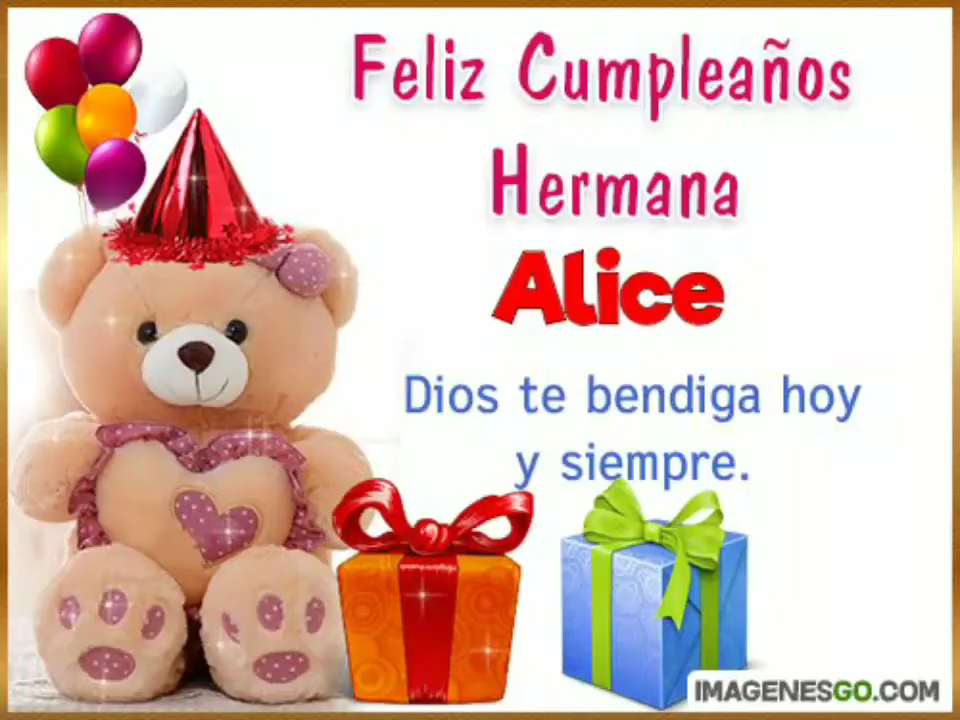 Feliz Cumpleaños
Hermana
Alice
Dios te bendiga hoy
y siempre.
IMAGENESGO.COM